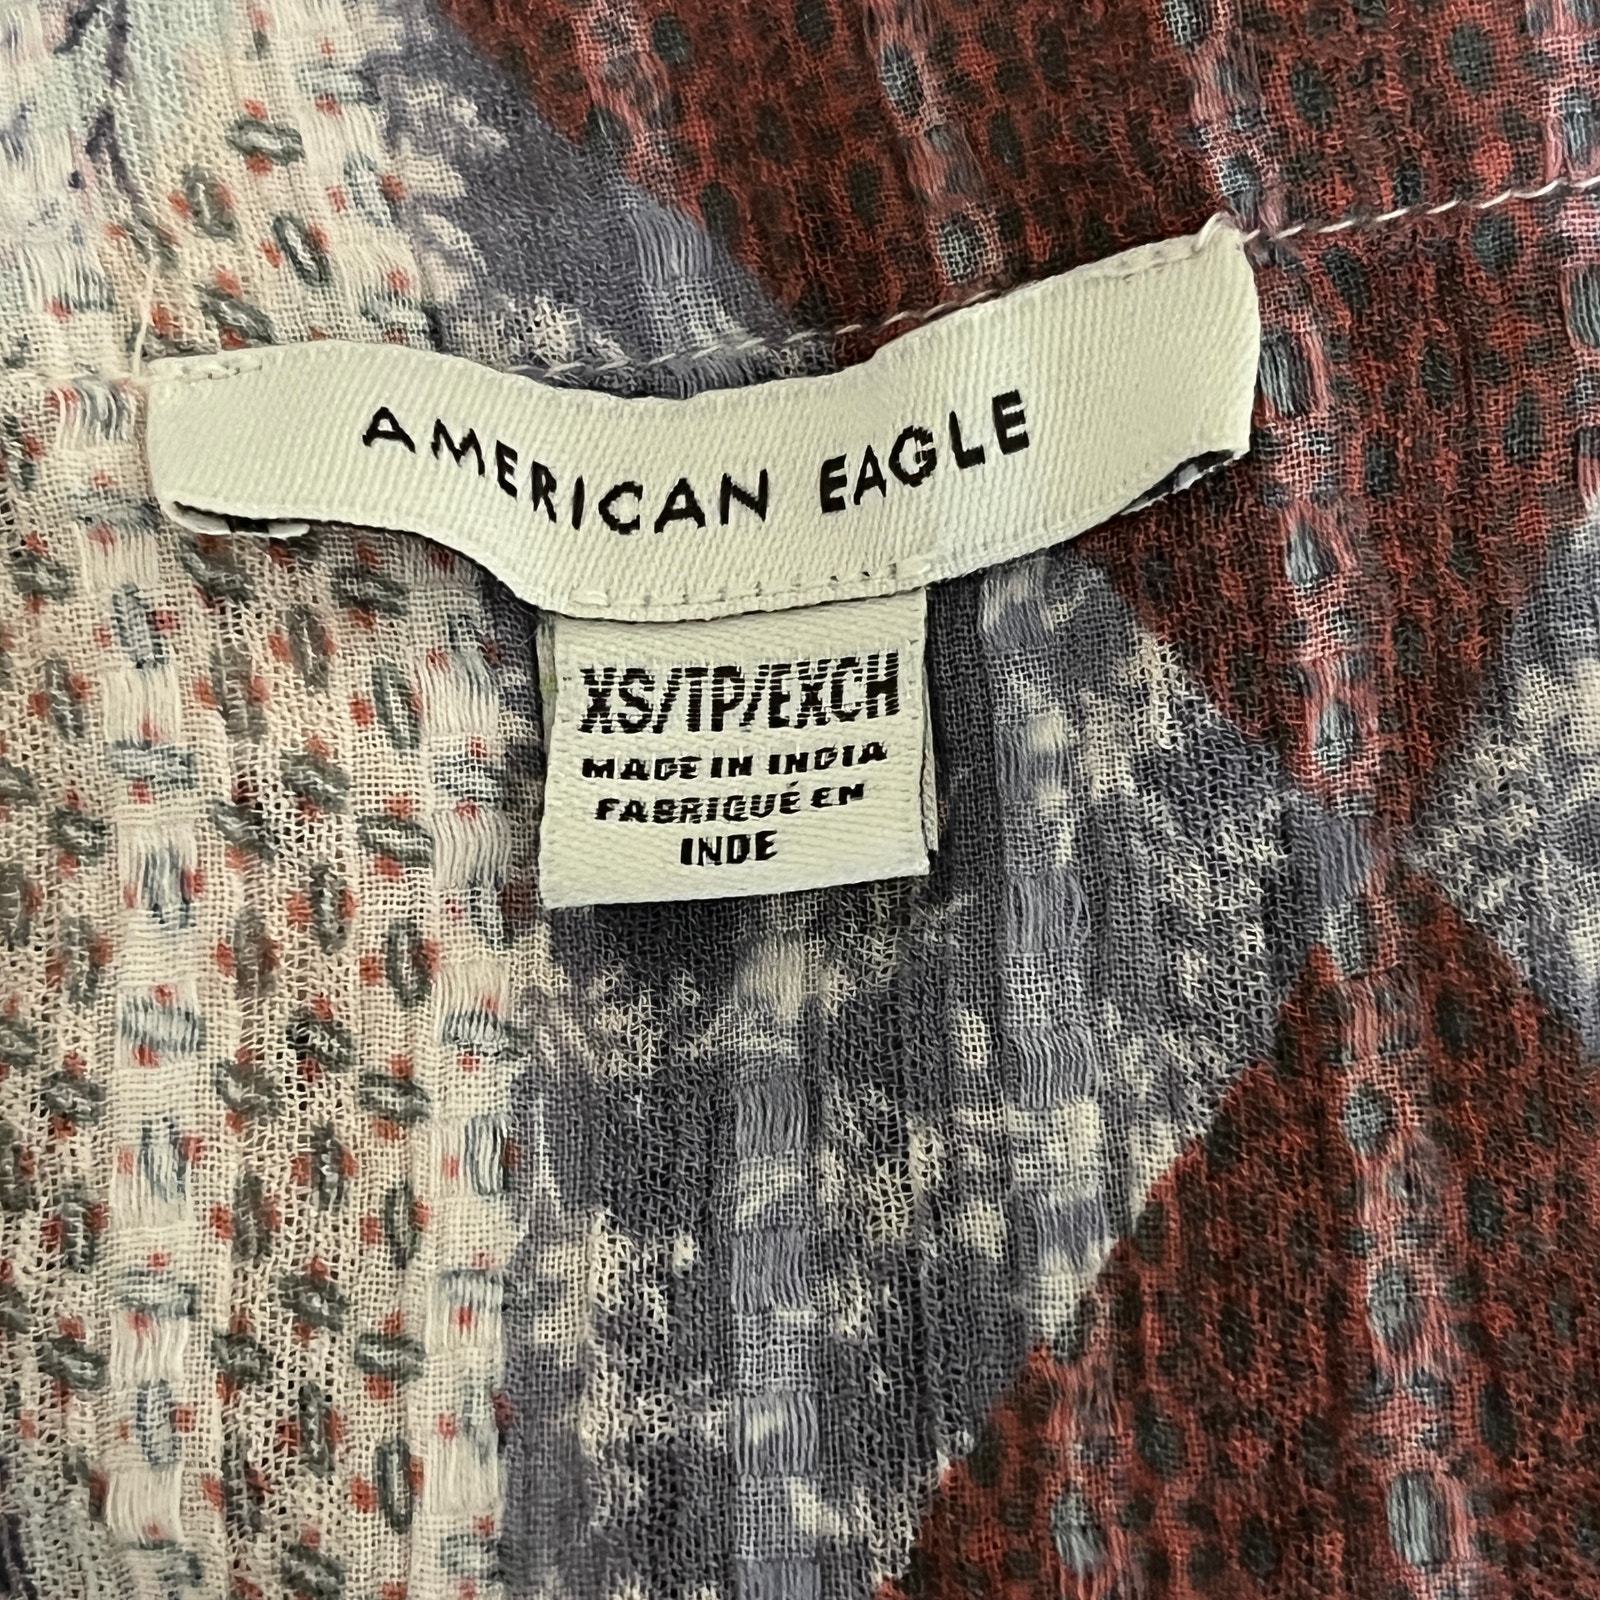 AMERICAN EAGLE
XS/TP/EXCH
MADE IN INDIA
FABRIQUÉ EN
INDE